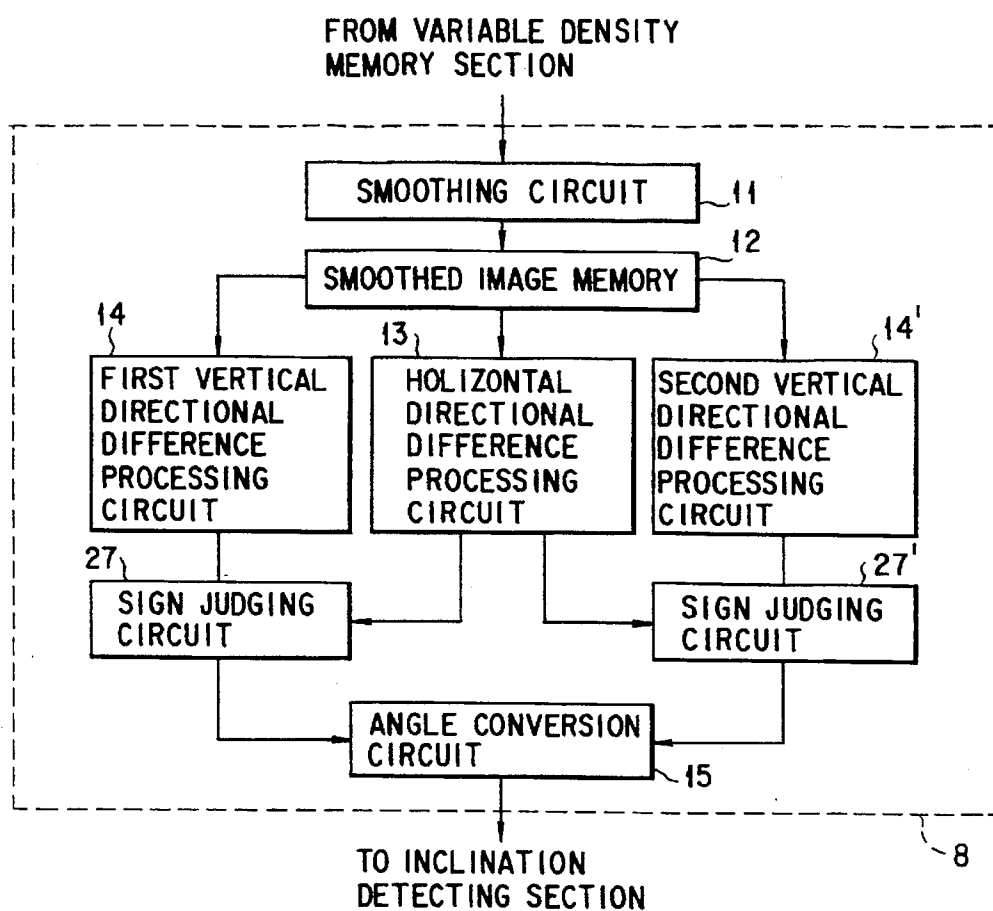 FROM VARIABLE DENSITY
MEMORY SECTION
SMOOTHING CIRCUIT
11
12
SMOOTHED IMAGE MEMORY
14
13
14'
FIRST VERTICAL
DIRECTIONAL
DIFFERENCE
PROCESSING
CIRCUIT
HOLIZONTAL
DIRECTIONAL
DIFFERENCE
PROCESSING
CIRCUIT
SECOND VERTICAL
DIRECTIONAL
DIFFERENCE
PROCESSING
CIRCUIT
27
27'
SIGN JUDGING
CIRCUIT
SIGN JUDGING
CIRCUIT
ANGLE CONVERSION
CIRCUIT
15
8
TO INCLINATION
DETECTING SECTION